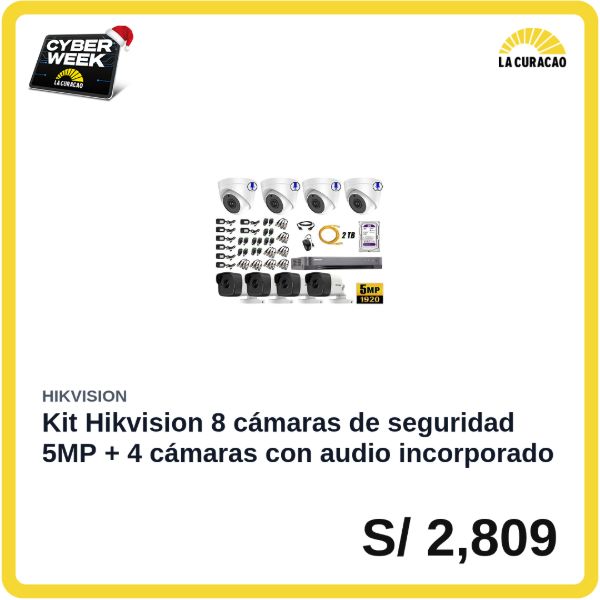 CYBER
WEEK
LA CURACAO
LA CURACAO
2 TB
5MP
1920
HIKVISION
Kit Hikvision 8 cámaras de seguridad
5MP + 4 cámaras con audio incorporado
S/ 2,809